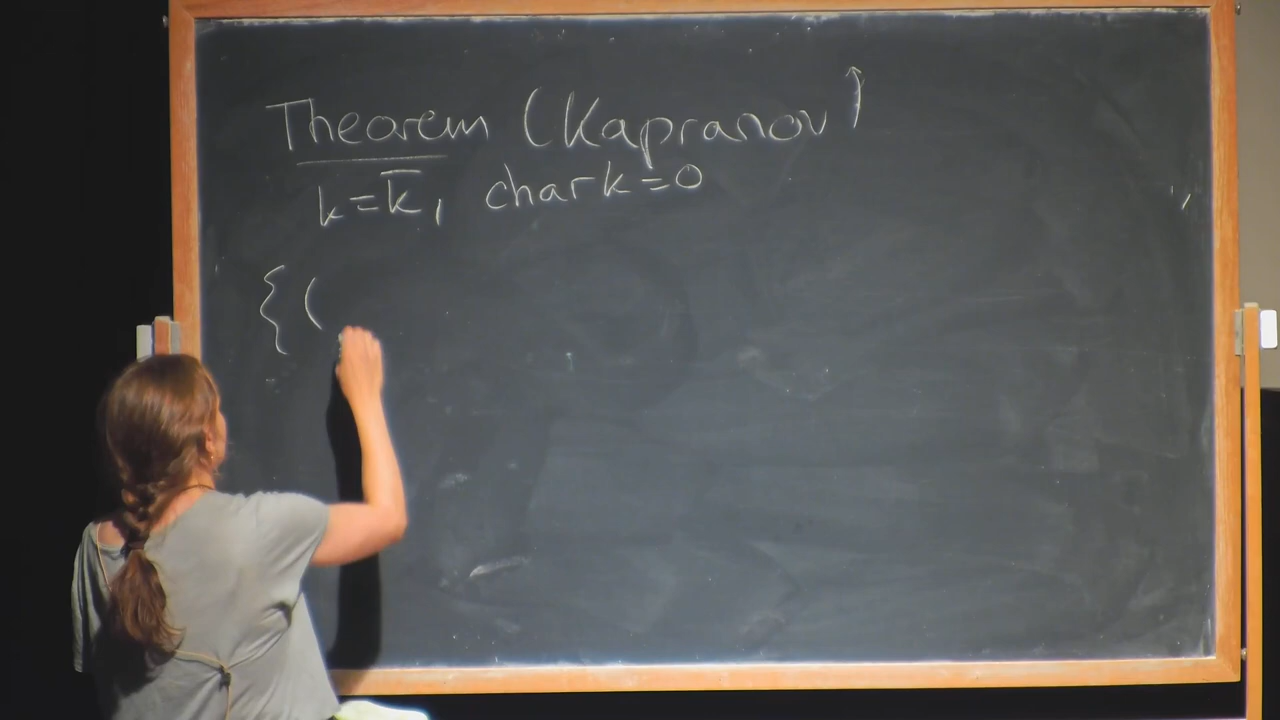 Theorem (Kapranov)
k=k̅, char k=0
{(